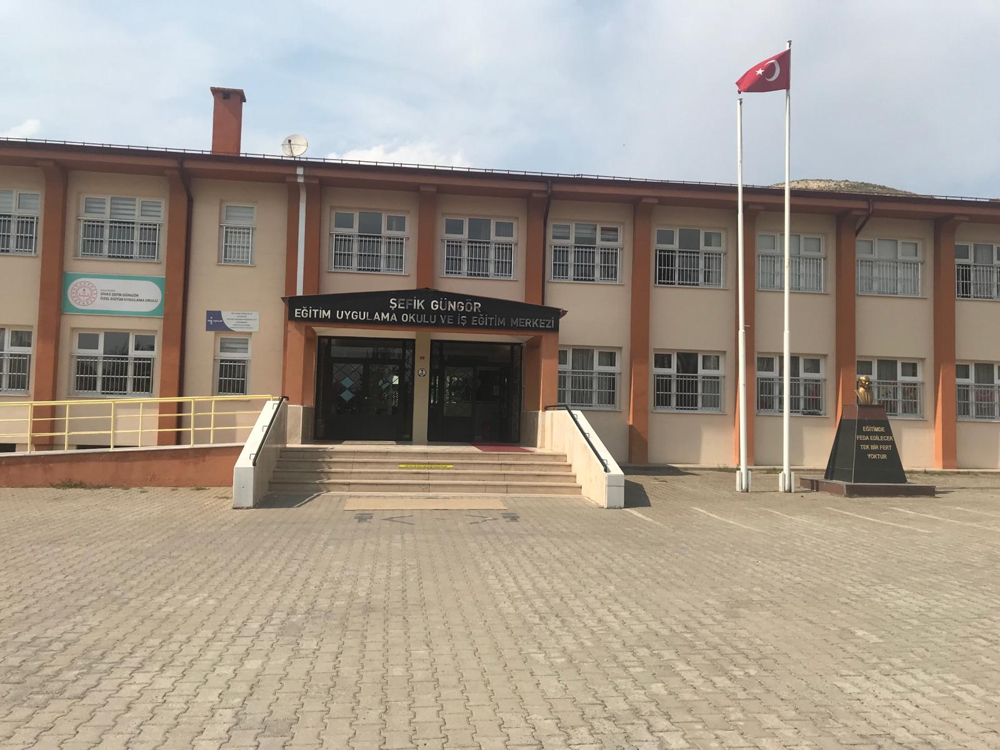 SİVAS ŞEFİK GÜNGÖR
ÖZEL EĞİTİM UYGULAMA OKULU
ŞEFİK GÜNGÖR
EĞİTİM UYGULAMA OKULU VE İŞ EĞİTİM MERKEZİ
EĞİTİMDE
FEDA EDİLECEK
TEK BİR FERT
YOKTUR